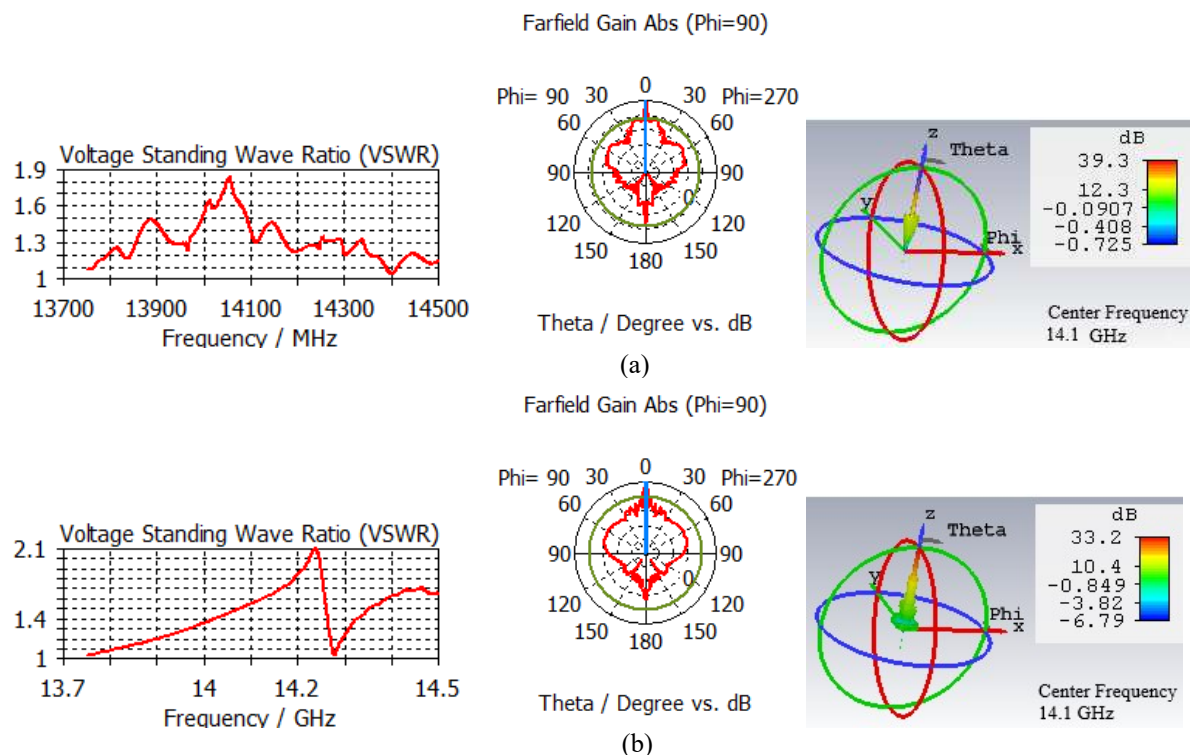 Farfield Gain Abs (Phi=90)
0
Phi= 90 30 30 Phi=270
60 60
90 90
0
120 120
150 150
180
Theta / Degree vs. dB
Voltage Standing Wave Ratio (VSWR)
1.9
1.6
1.3
1
13700 13900 14100 14300 14500
Frequency / MHz
z
Theta
y
Phi
x
dB
39.3
12.3
-0.0907
-0.408
-0.725
Center Frequency
14.1 GHz
(a)
Farfield Gain Abs (Phi=90)
0
Phi= 90 30 30 Phi=270
60 60
90 90
0
120 120
150 150
180
Theta / Degree vs. dB
Voltage Standing Wave Ratio (VSWR)
2.1
1.4
1
13.7 14 14.2 14.5
Frequency / GHz
z
Theta
y
Phi
x
dB
33.2
10.4
-0.849
-3.82
-6.79
Center Frequency
14.1 GHz
(b)